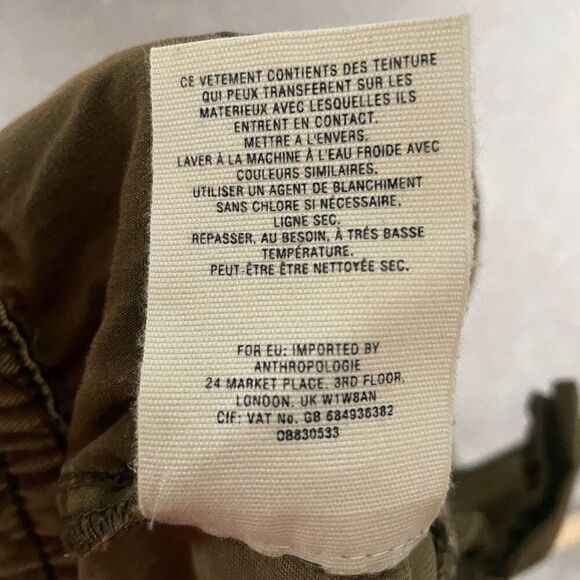 CE VETEMENT CONTIENTS DES TEINTURE
QUI PEUX TRANSFERENT SUR LES
MATERIEUX AVEC LESQUELLES ILS
ENTRENT EN CONTACT.
METTRE A L'ENVERS.
LAVER À LA MACHINE À L'EAU FROIDE AVEC
COULEURS SIMILAIRES.
UTILISER UN AGENT DE BLANCHIMENT
SANS CHLORE SI NÉCESSAIRE.
LIGNE SEC.
REPASSER, AU BESOIN, À TRÉS BASSE
TEMPÉRATURE.
PEUT-ÊTRE ÊTRE NETTOYÉE SEC.
FOR EU: IMPORTED BY
ANTHROPOLOGIE
24 MARKET PLACE, 3RD FLOOR,
LONDON, UK W1W8AN
CIF: VAT No. GB 684936382
OB830533